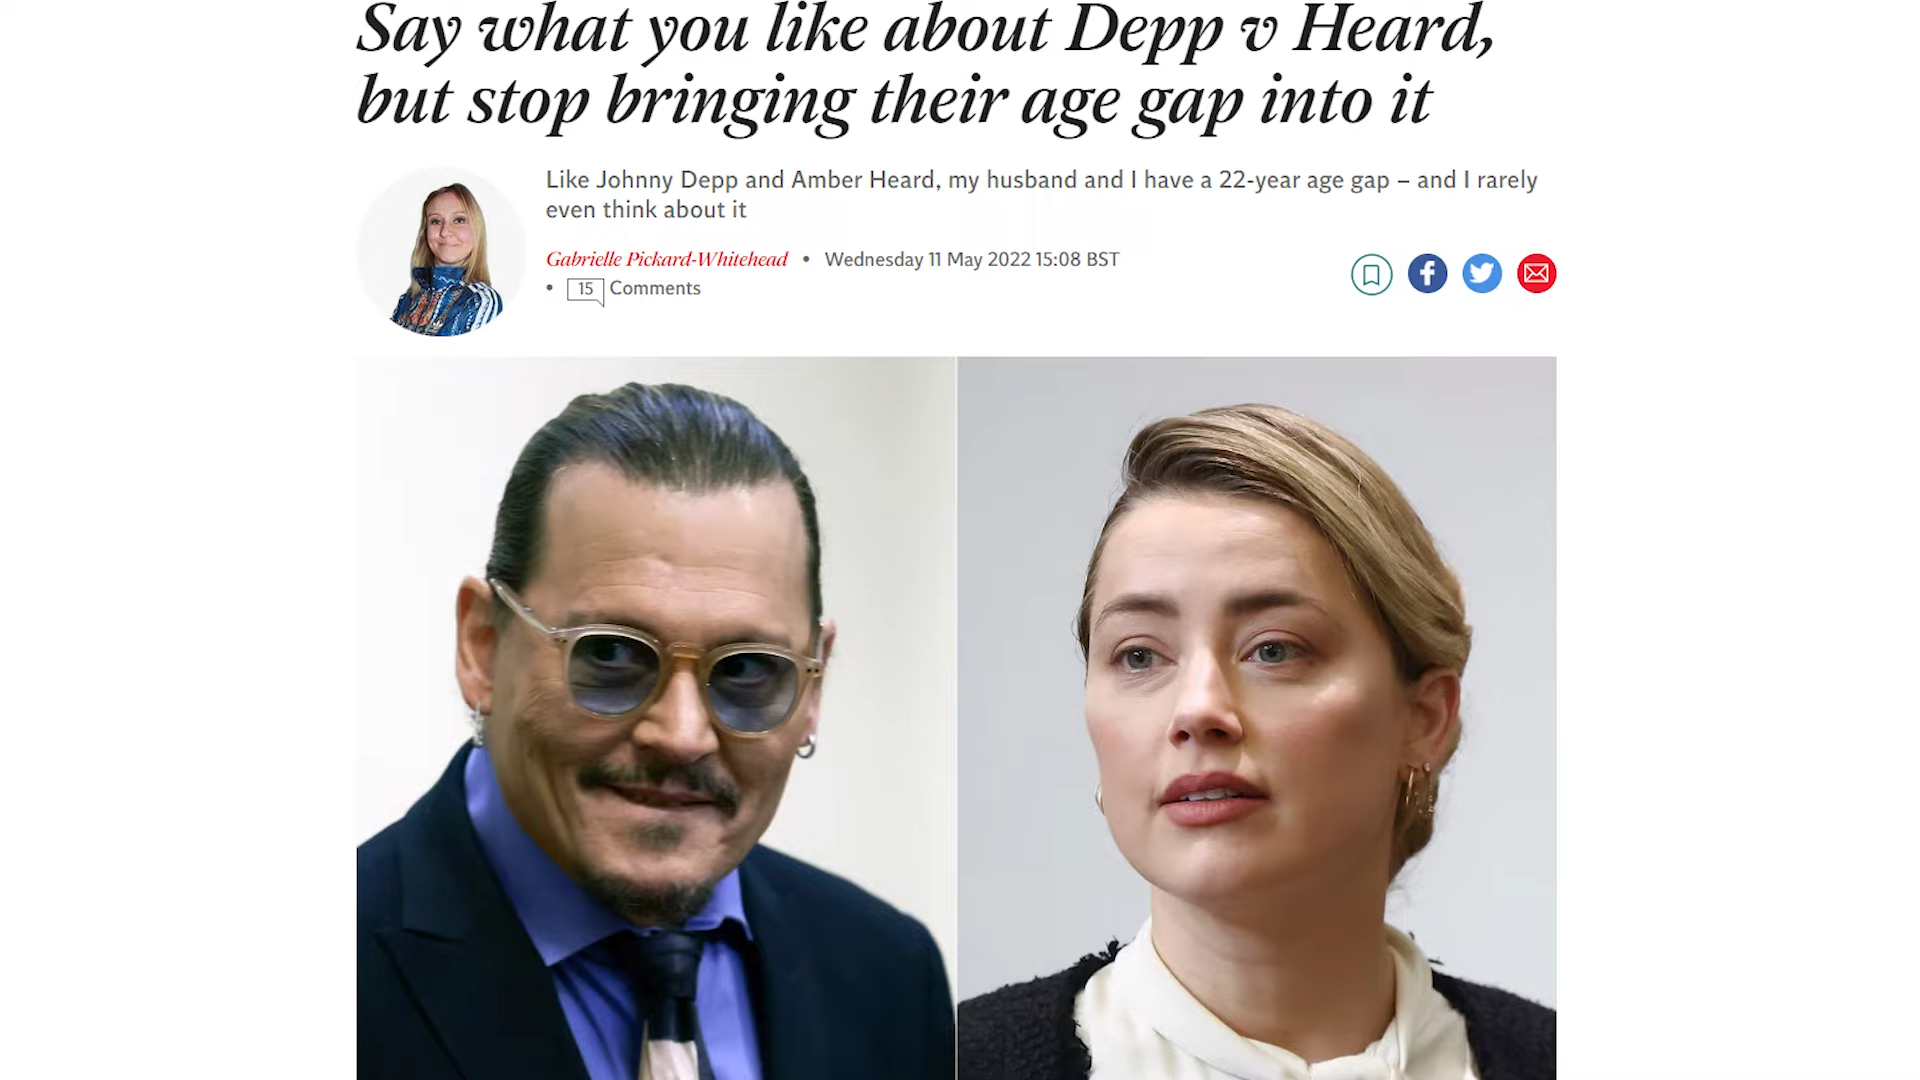 Say what you like about Depp v Heard,
but stop bringing their age gap into it
Like Johnny Depp and Amber Heard, my husband and I have a 22-year age gap – and I rarely
even think about it
Gabrielle Pickard-Whitehead • Wednesday 11 May 2022 15:08 BST
• 15 Comments